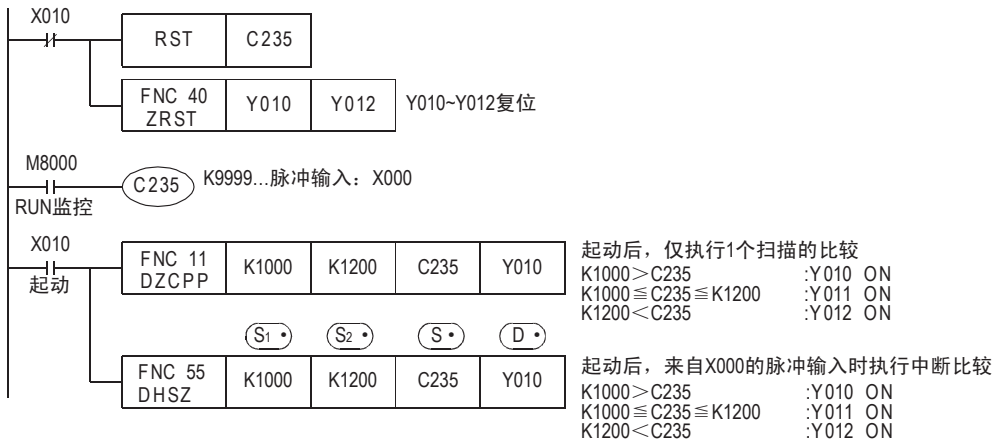 X010
RST C235
FNC 40 ZRST Y010 Y012 Y010~Y012复位
M8000
C235 K9999...脉冲输入：X000
RUN监控
X010
起动
FNC 11 DZCPP K1000 K1200 C235 Y010
起动后，仅执行1个扫描的比较
K1000＞C235 :Y010 ON
K1000≦C235≦K1200 :Y011 ON
K1200＜C235 :Y012 ON
S1• S2• S• D•
FNC 55 DHSZ K1000 K1200 C235 Y010
起动后，来自X000的脉冲输入时执行中断比较
K1000＞C235 :Y010 ON
K1000≦C235≦K1200 :Y011 ON
K1200＜C235 :Y012 ON